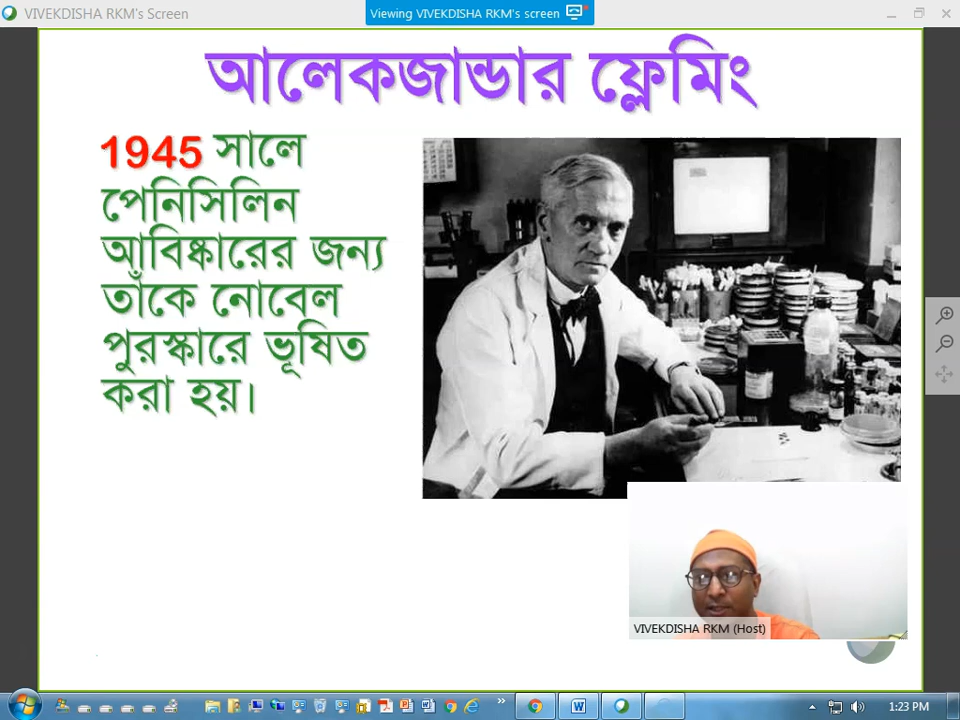 VIVEKDISHA RKM's Screen
Viewing VIVEKDISHA RKM's screen
আলেকজান্ডার ফ্লেমিং
1945 সালে
পেনিসিলিন
আবিষ্কারের জন্য
তাঁকে নোবেল
পুরস্কারে ভূষিত
করা হয়।
VIVEKDISHA RKM (Host)
1:23 PM